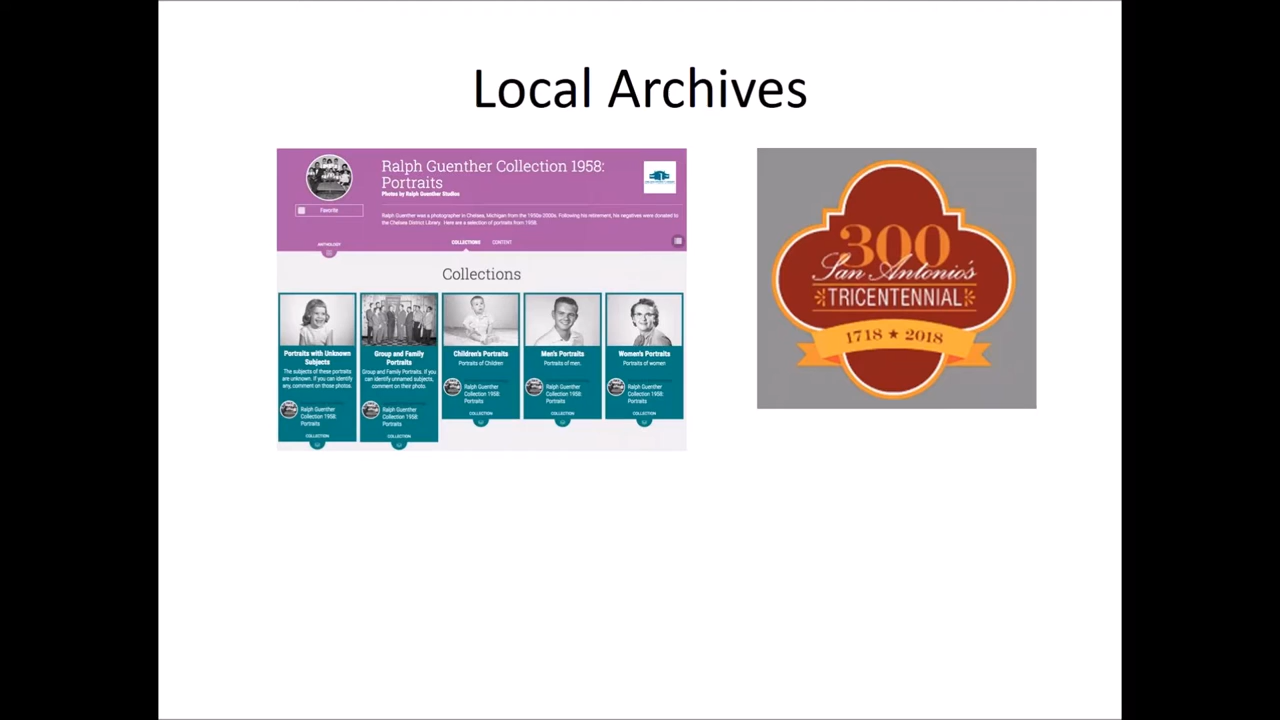 Local Archives
Ralph Guenther Collection 1958:
Portraits
Photos by Ralph Guenther Studios
Favorite
Ralph Guenther was a photographer in Chelsea, Michigan from the 1950s-2000s. Following his retirement, his negatives were donated to
the Chelsea District Library. Here are a selection of portraits from 1958.
ANTHOLOGY
COLLECTIONS
CONTENT
Collections
Portraits with Unknown
Subjects
The subjects of these portraits
are unknown. If you can identify
any, comment on those photos.
Ralph Guenther
Collection 1958:
Portraits
COLLECTION
Group and Family
Portraits
Group and Family Portraits. If you
can identify unnamed subjects,
comment on their photo.
Ralph Guenther
Collection 1958:
Portraits
COLLECTION
Children's Portraits
Portraits of Children
Ralph Guenther
Collection 1958:
Portraits
COLLECTION
Men's Portraits
Portraits of men.
Ralph Guenther
Collection 1958:
Portraits
COLLECTION
Women's Portraits
Portraits of women
Ralph Guenther
Collection 1958:
Portraits
COLLECTION
300
San Antonio's
TRICENTENNIAL
1718 ★ 2018